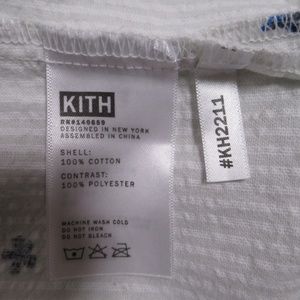 KITH
RN#149659
DESIGNED IN NEW YORK
ASSEMBLED IN CHINA
SHELL:
100% COTTON
CONTRAST:
100% POLYESTER
MACHINE WASH COLD
DO NOT IRON
DO NOT BLEACH
#KH2211